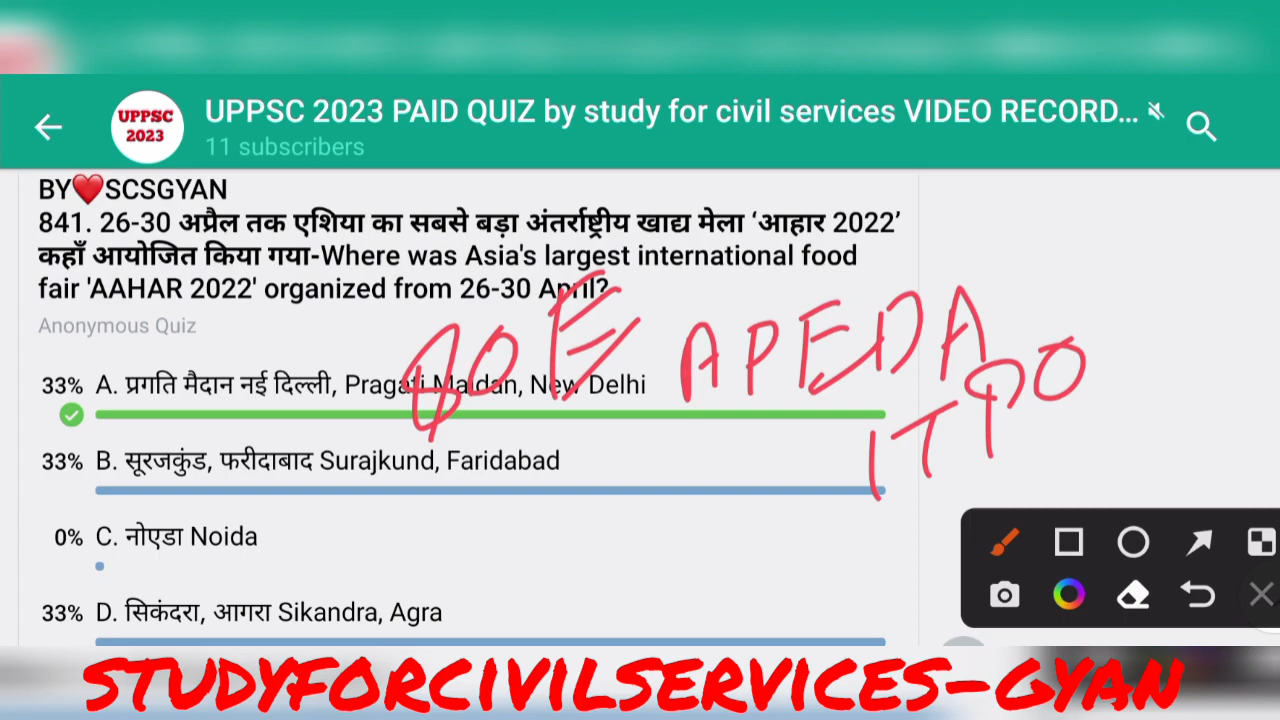 UPPSC 2023 PAID QUIZ by study for civil services VIDEO RECORD...
UPPSC
2023
11 subscribers
BY❤️SCSGYAN
841. 26-30 अप्रैल तक एशिया का सबसे बड़ा अंतर्राष्ट्रीय खाद्य मेला ‘आहार 2022’
कहाँ आयोजित किया गया-Where was Asia's largest international food
fair 'AAHAR 2022' organized from 26-30 April?
Anonymous Quiz
APEDA
ITPO
33% A. प्रगति मैदान नई दिल्ली, Pragati Maidan, New Delhi
33% B. सूरजकुंड, फरीदाबाद Surajkund, Faridabad
0% C. नोएडा Noida
33% D. सिकंदरा, आगरा Sikandra, Agra
STUDYFORCIVILSERVICES-GYAN